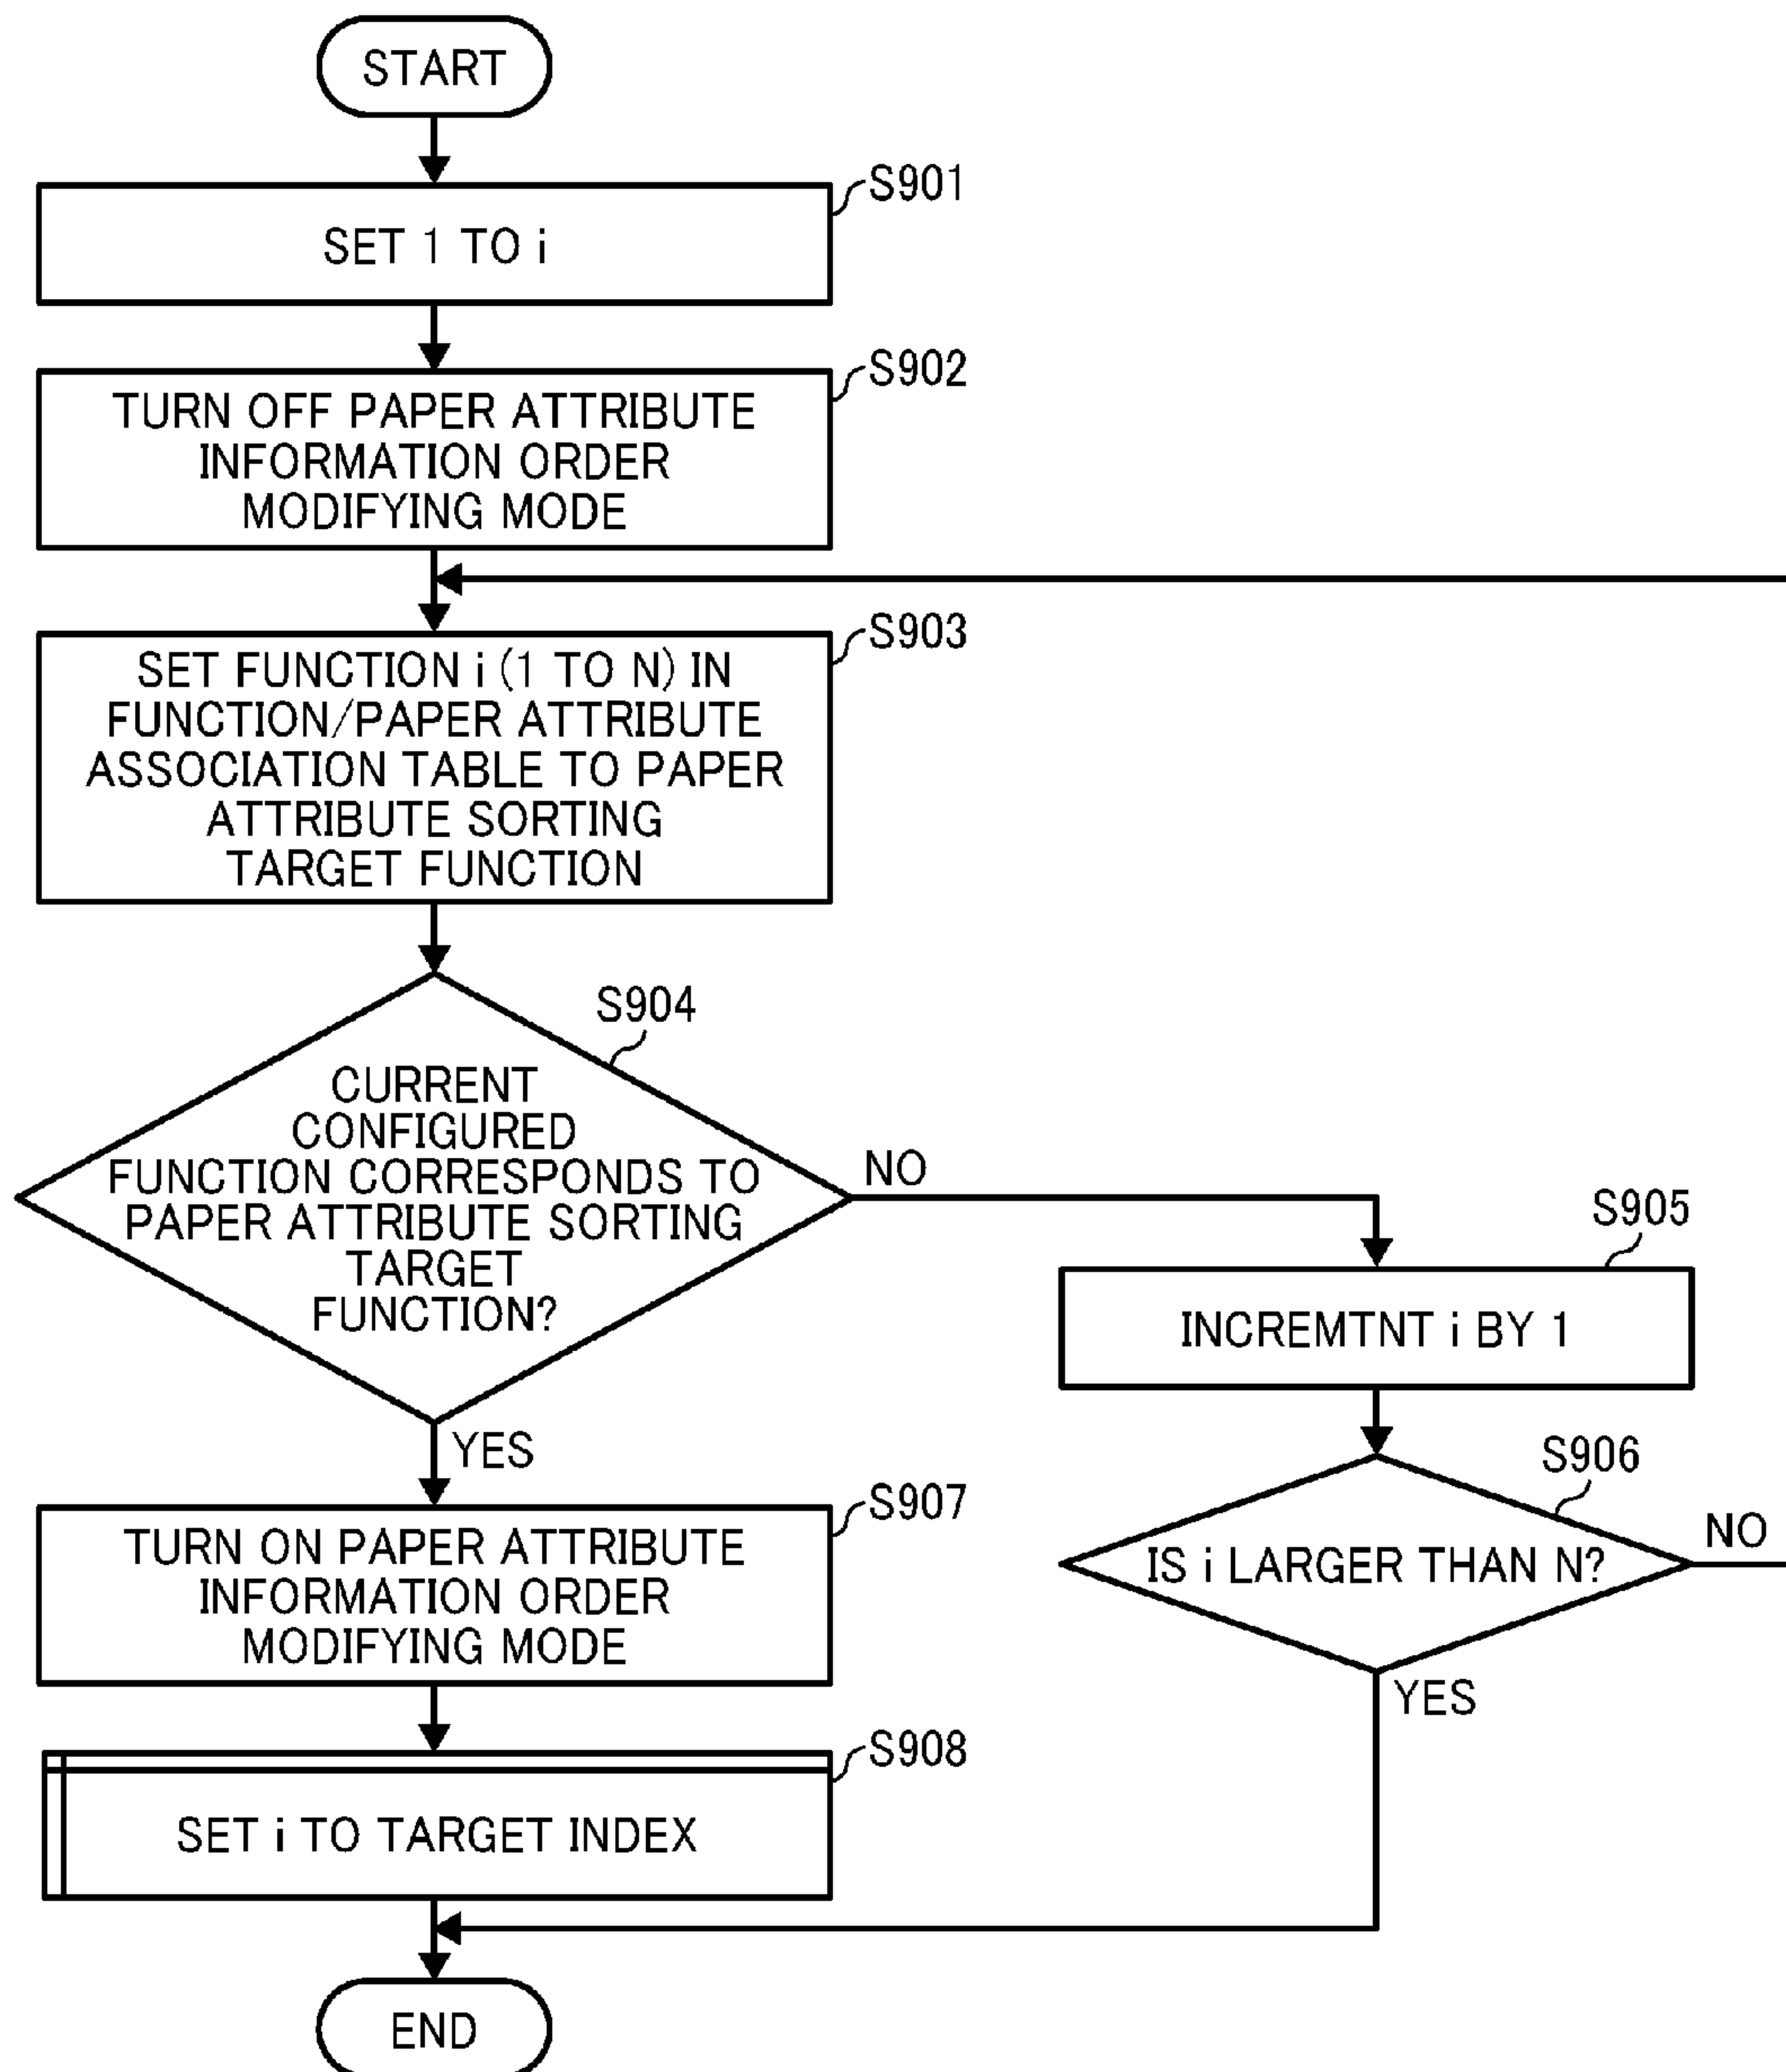 START
S901
SET 1 TO i
S902
TURN OFF PAPER ATTRIBUTE
INFORMATION ORDER
MODIFYING MODE
S903
SET FUNCTION i (1 TO N) IN
FUNCTION/PAPER ATTRIBUTE
ASSOCIATION TABLE TO PAPER
ATTRIBUTE SORTING
TARGET FUNCTION
S904
CURRENT
CONFIGURED
FUNCTION CORRESPONDS TO
PAPER ATTRIBUTE SORTING
TARGET
FUNCTION?
NO
S905
INCREMTNT i BY 1
YES
S906
IS i LARGER THAN N?
NO
YES
S907
TURN ON PAPER ATTRIBUTE
INFORMATION ORDER
MODIFYING MODE
S908
SET i TO TARGET INDEX
END